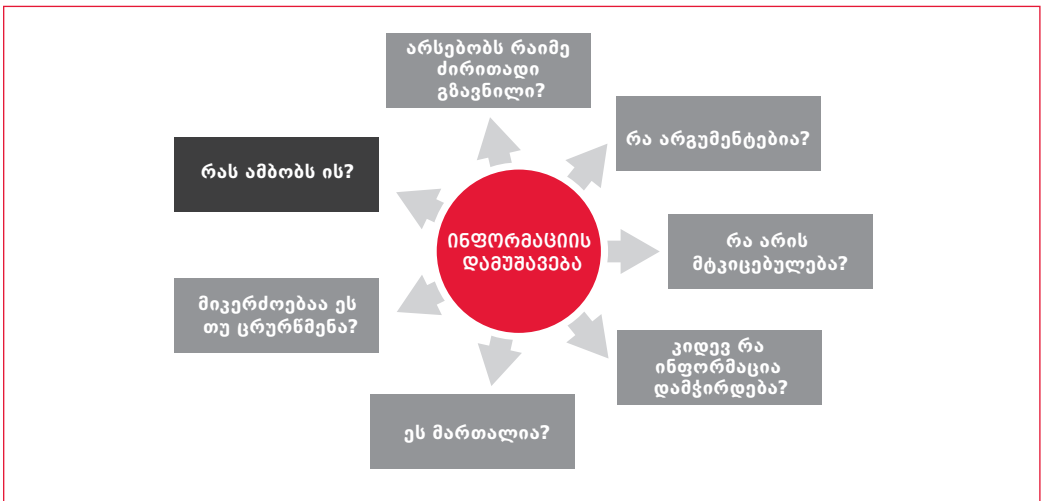 არსებობს რაიმე
ძირითადი
გზავნილი?
რა არგუმენტებია?
რას ამბობს ის?
ინფორმაციის
დამუშავება
რა არის
მტკიცებულება?
მიკერძოებაა ეს
თუ ცრურწმენა?
კიდევ რა
ინფორმაცია
დამჭირდება?
ეს მართალია?